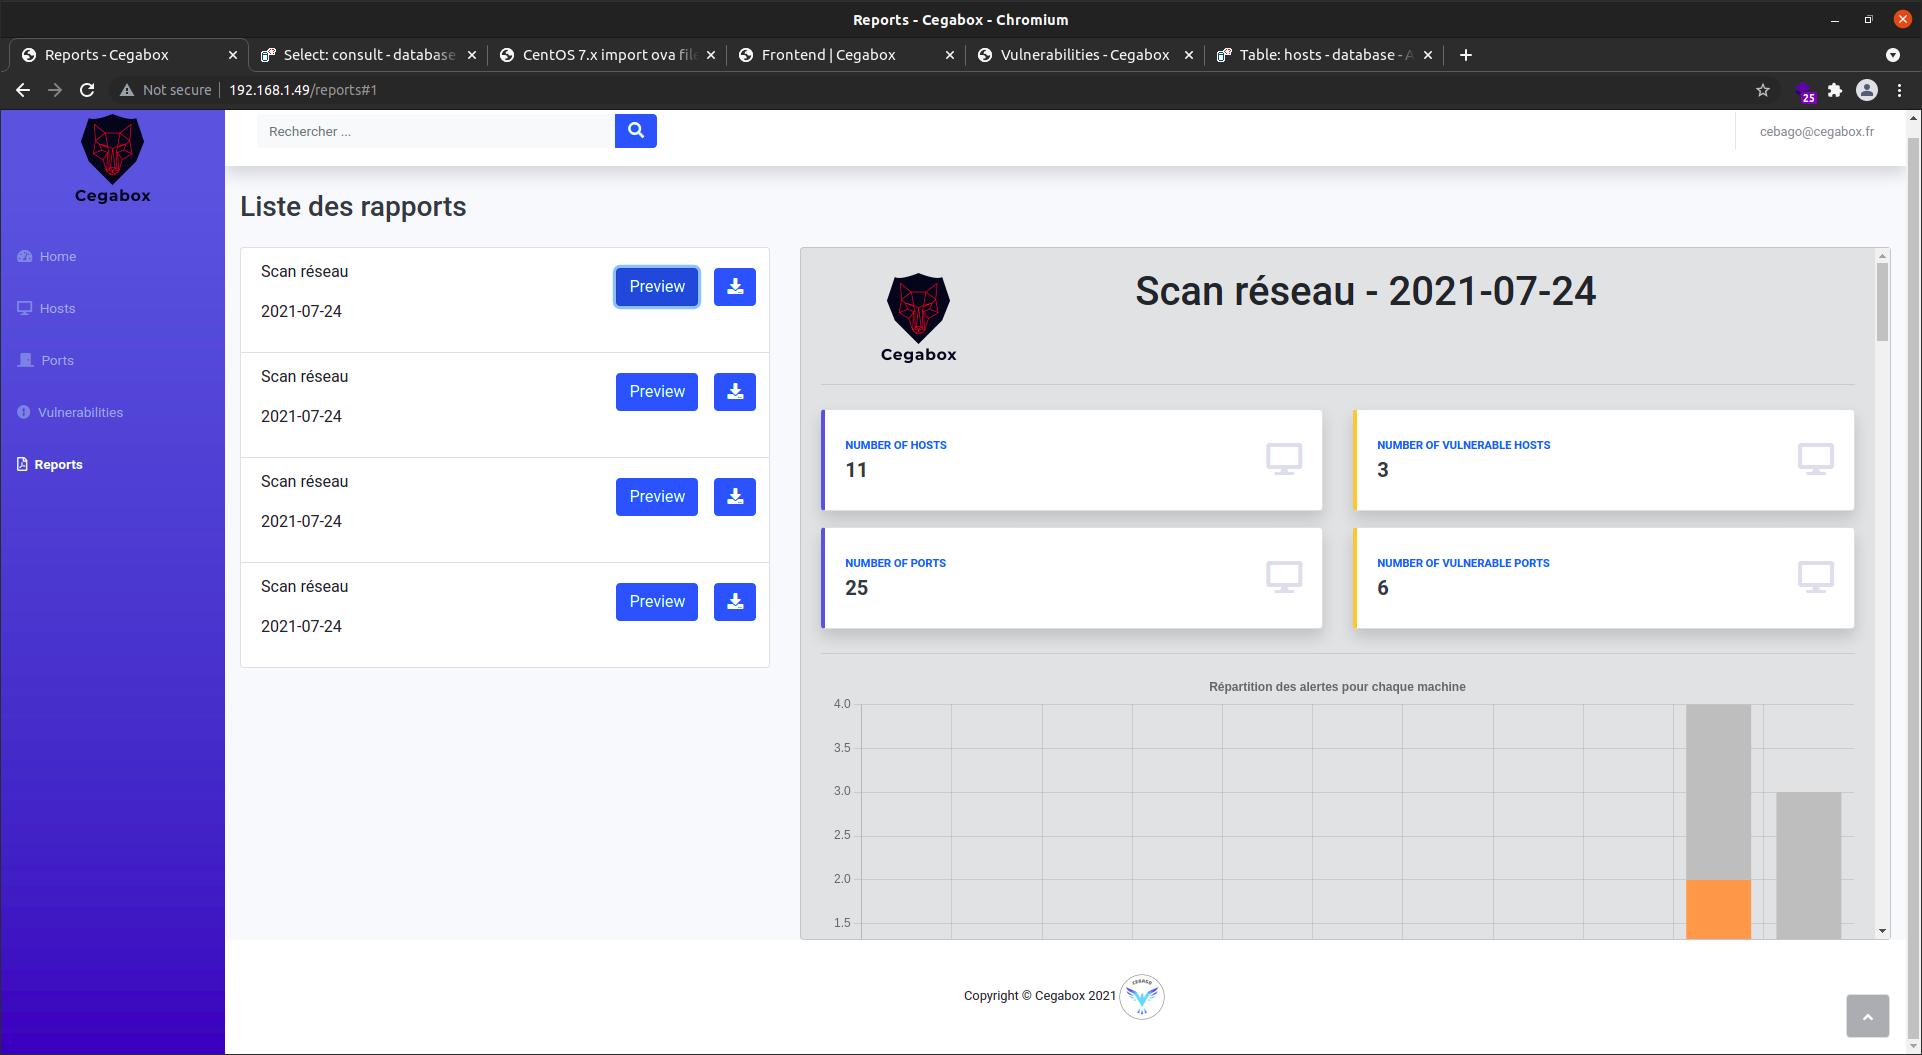 Reports - Cegabox - Chromium
Reports - Cegabox
Select: consult - database
CentOS 7.x import ova file
Frontend | Cegabox
Vulnerabilities - Cegabox
Table: hosts - database - A
Not secure
192.168.1.49/reports#1
25
Cegabox
Rechercher ...
cebago@cegabox.fr
Home
Hosts
Ports
Vulnerabilities
Reports
Liste des rapports
Scan réseau
Preview
2021-07-24
Scan réseau
Preview
2021-07-24
Scan réseau
Preview
2021-07-24
Scan réseau
Preview
2021-07-24
Cegabox
Scan réseau - 2021-07-24
NUMBER OF HOSTS
11
NUMBER OF VULNERABLE HOSTS
3
NUMBER OF PORTS
25
NUMBER OF VULNERABLE PORTS
6
Répartition des alertes pour chaque machine
4.0
3.5
3.0
2.5
2.0
1.5
Copyright © Cegabox 2021
CEBAGO